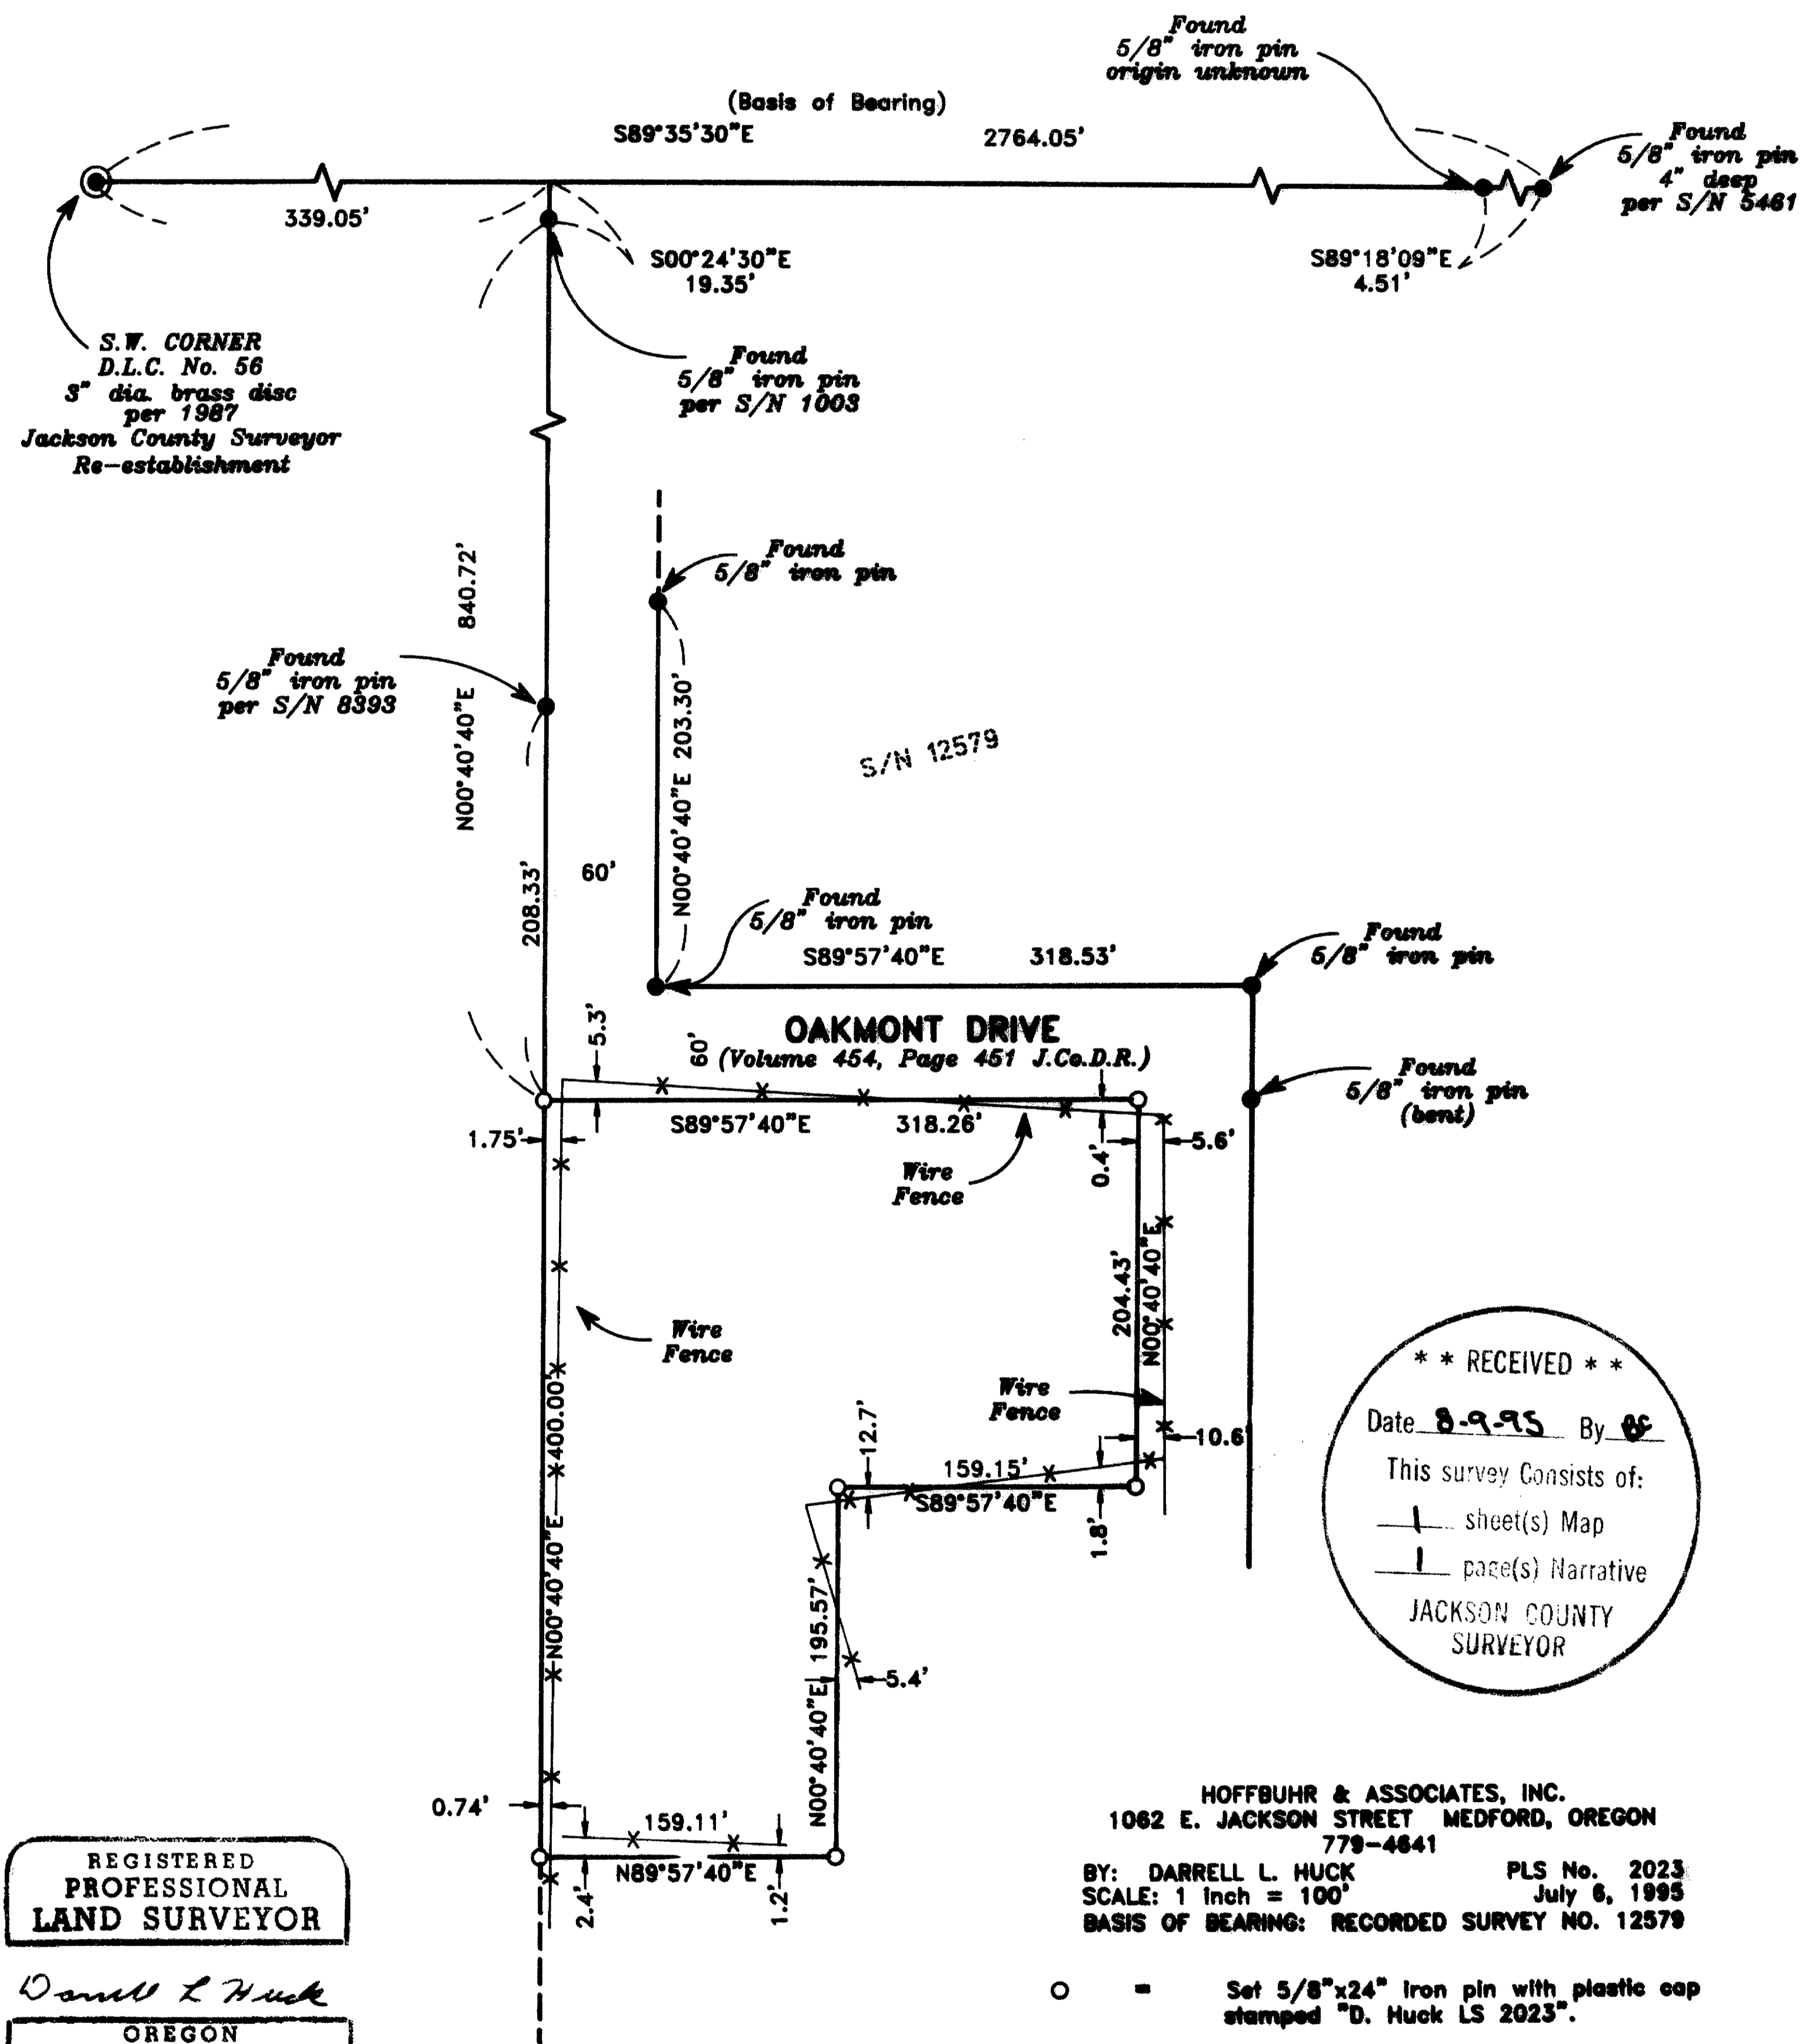 Found
5/8" iron pin
origin unknown
(Basis of Bearing)
S89°35'30"E 2764.05'
Found
5/8" iron pin
4" deep
per S/N 5461
339.05'
S00°24'30"E
19.35'
S89°18'09"E
4.51'
S.W. CORNER
D.L.C. No. 56
3" dia. brass disc
per 1987
Jackson County Surveyor
Re-establishment
Found
5/8" iron pin
per S/N 1003
Found
5/8" iron pin
N00°40'40"E 840.72'
Found
5/8" iron pin
per S/N 8393
N00°40'40"E 203.30'
S/N 12579
208.33'
60'
Found
5/8" iron pin
S89°57'40"E 318.53'
Found
5/8" iron pin
5.3'
60'
OAKMONT DRIVE
(Volume 454, Page 451 J.Co.D.R.)
Found
5/8" iron pin
(bent)
S89°57'40"E 318.26'
1.75'
0.4'
5.6'
Wire
Fence
204.43'
N00°40'40"E
Wire
Fence
Wire
Fence
N00°40'40"E 400.00'
12.7'
10.6'
159.15'
S89°57'40"E
1.8'
N00°40'40"E 195.57'
5.4'
* * RECEIVED * *
Date 8-9-95 By
This survey Consists of:
1 sheet(s) Map
1 page(s) Narrative
JACKSON COUNTY
SURVEYOR
0.74'
159.11'
N89°57'40"E
2.4'
1.2'
HOFFBUHR & ASSOCIATES, INC.
1062 E. JACKSON STREET MEDFORD, OREGON
779-4641
BY: DARRELL L. HUCK PLS No. 2023
SCALE: 1 inch = 100' July 6, 1995
BASIS OF BEARING: RECORDED SURVEY NO. 12579
REGISTERED
PROFESSIONAL
LAND SURVEYOR
Darrell L Huck
OREGON
= Set 5/8"x24" iron pin with plastic cap
stamped "D. Huck LS 2023".